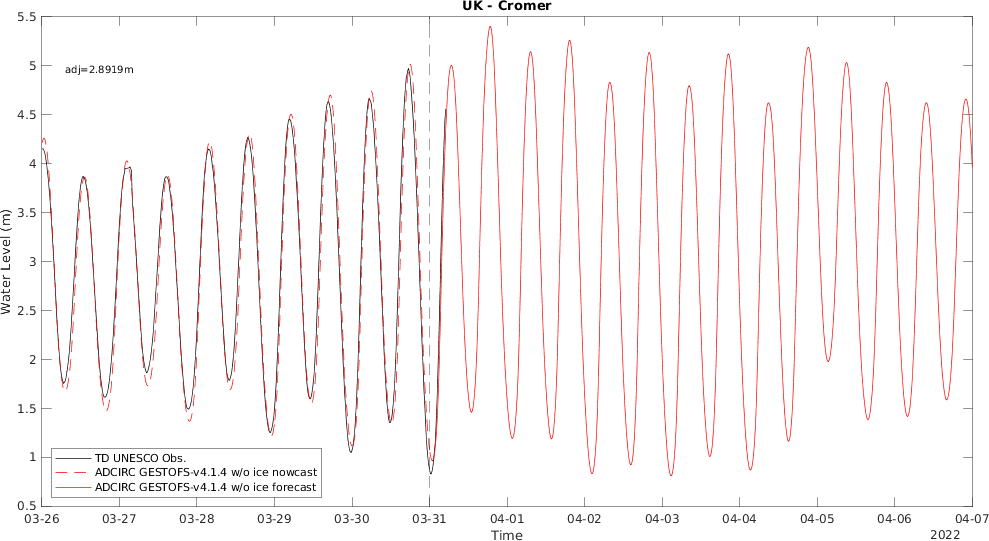 UK - Cromer
5.5
5
4.5
4
3.5
3
2.5
2
1.5
1
0.5
Water Level (m)
adj=2.8919m
TD UNESCO Obs.
ADCIRC GESTOFS-v4.1.4 w/o ice nowcast
ADCIRC GESTOFS-v4.1.4 w/o ice forecast
03-26 03-27 03-28 03-29 03-30 03-31 04-01 04-02 04-03 04-04 04-05 04-06 04-07
Time
2022